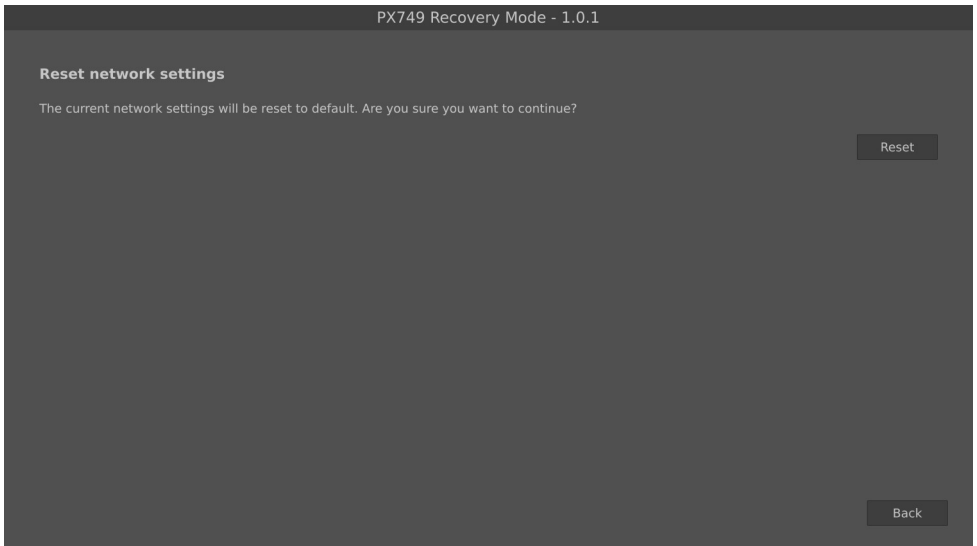 PX749 Recovery Mode - 1.0.1
Reset network settings
The current network settings will be reset to default. Are you sure you want to continue?
Reset
Back